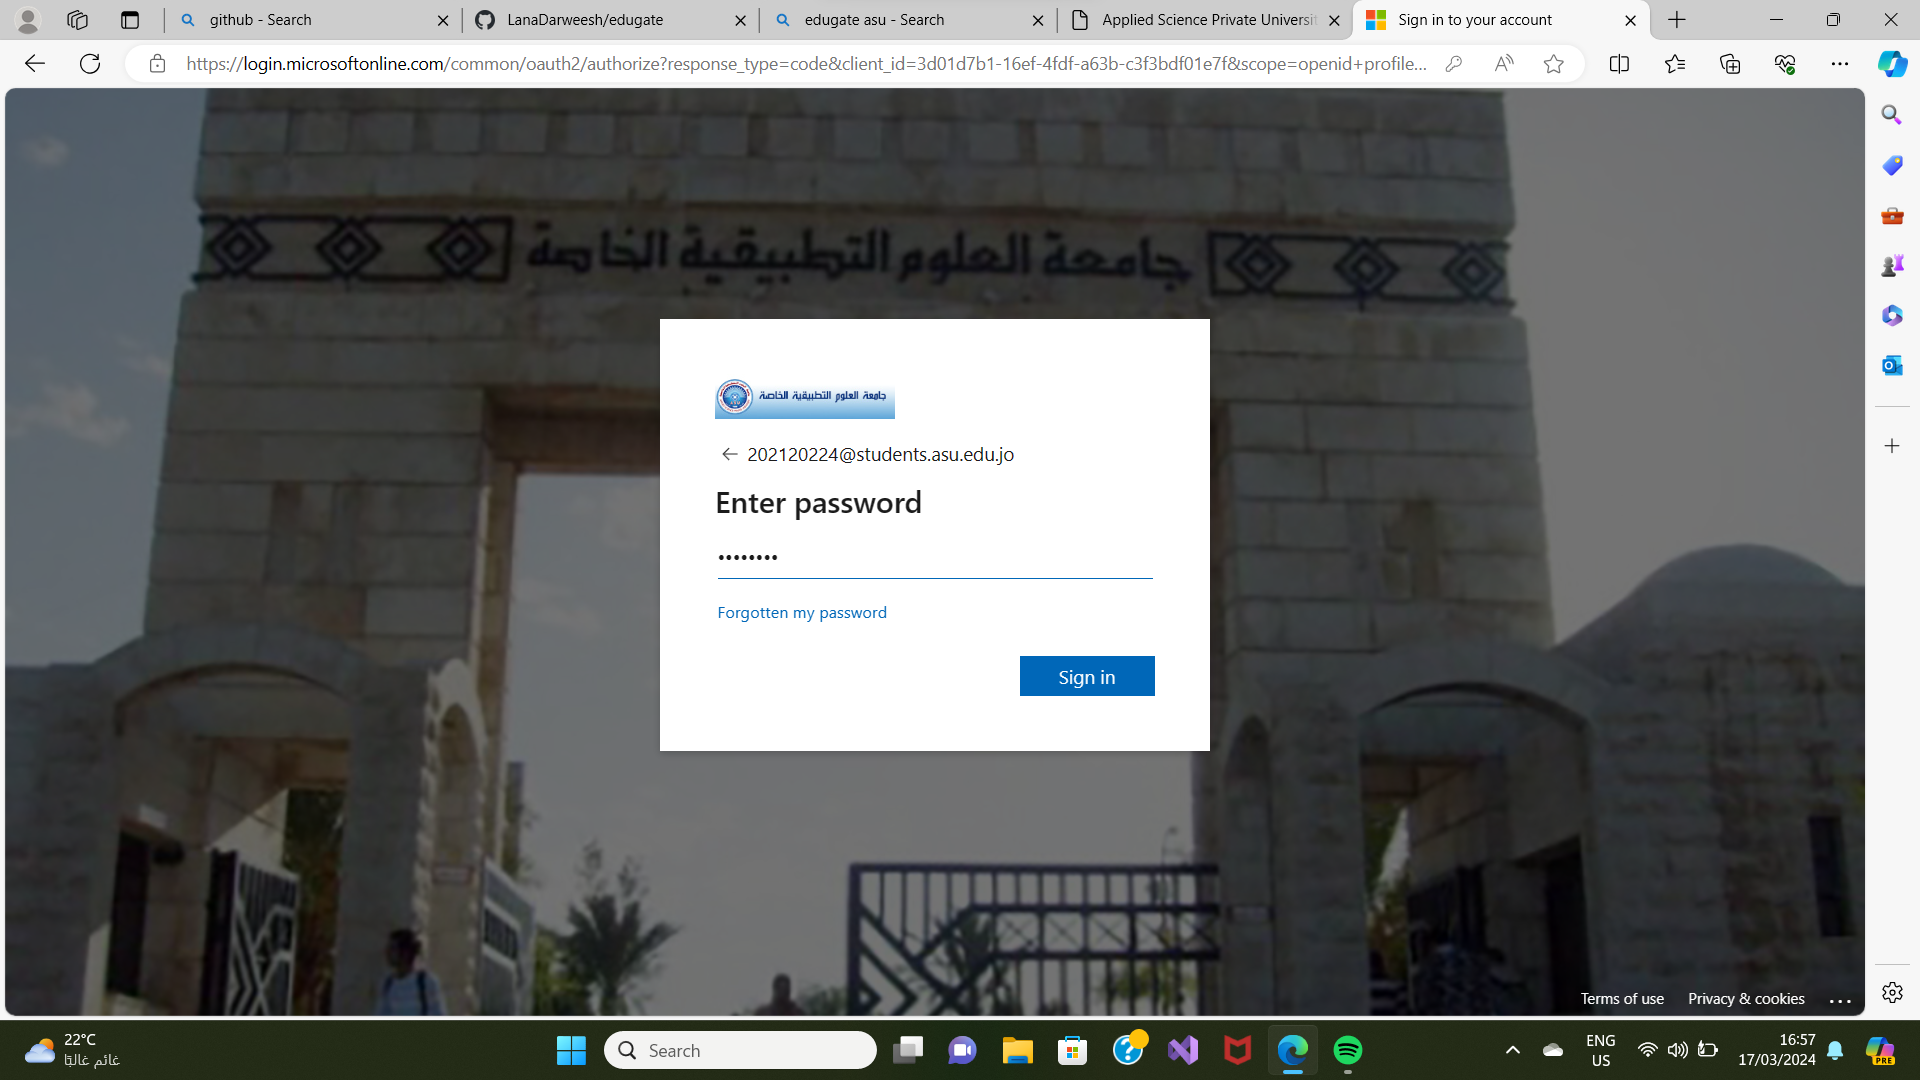 github - Search
LanaDarweesh/edugate
edugate asu - Search
Applied Science Private Universit
Sign in to your account
https://login.microsoftonline.com/common/oauth2/authorize?response_type=code&client_id=3d01d7b1-16ef-4fdf-a63b-c3f3bdf01e7f&scope=openid+profile...
جامعة العلوم التطبيقية الخاصة
جامعة العلوم التطبيقية الخاصة
202120224@students.asu.edu.jo
Enter password
Forgotten my password
Sign in
Terms of use
Privacy & cookies
22°C
غائم غالبًا
Search
PRE
ENG
US
16:57
17/03/2024